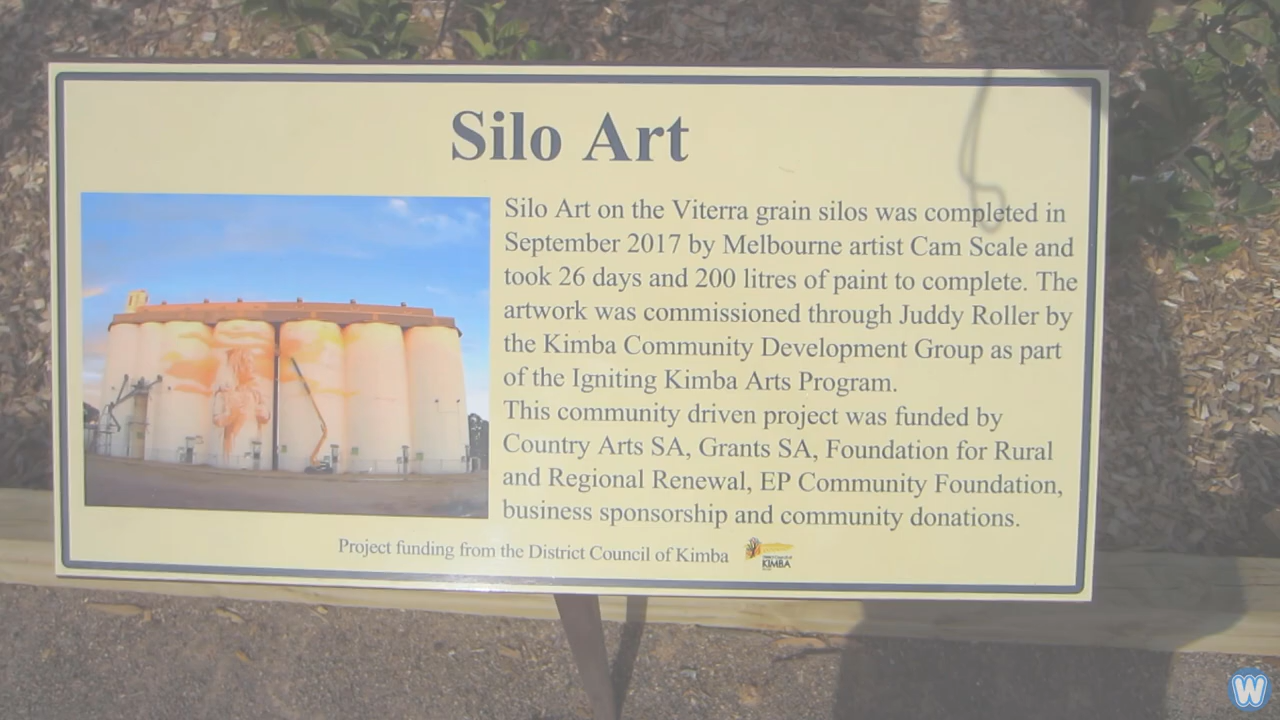 Silo Art
Silo Art on the Viterra grain silos was completed in
September 2017 by Melbourne artist Cam Scale and
took 26 days and 200 litres of paint to complete. The
artwork was commissioned through Juddy Roller by
the Kimba Community Development Group as part
of the Igniting Kimba Arts Program.
This community driven project was funded by
Country Arts SA, Grants SA, Foundation for Rural
and Regional Renewal, EP Community Foundation,
business sponsorship and community donations.
Project funding from the District Council of Kimba
KIMBA
W